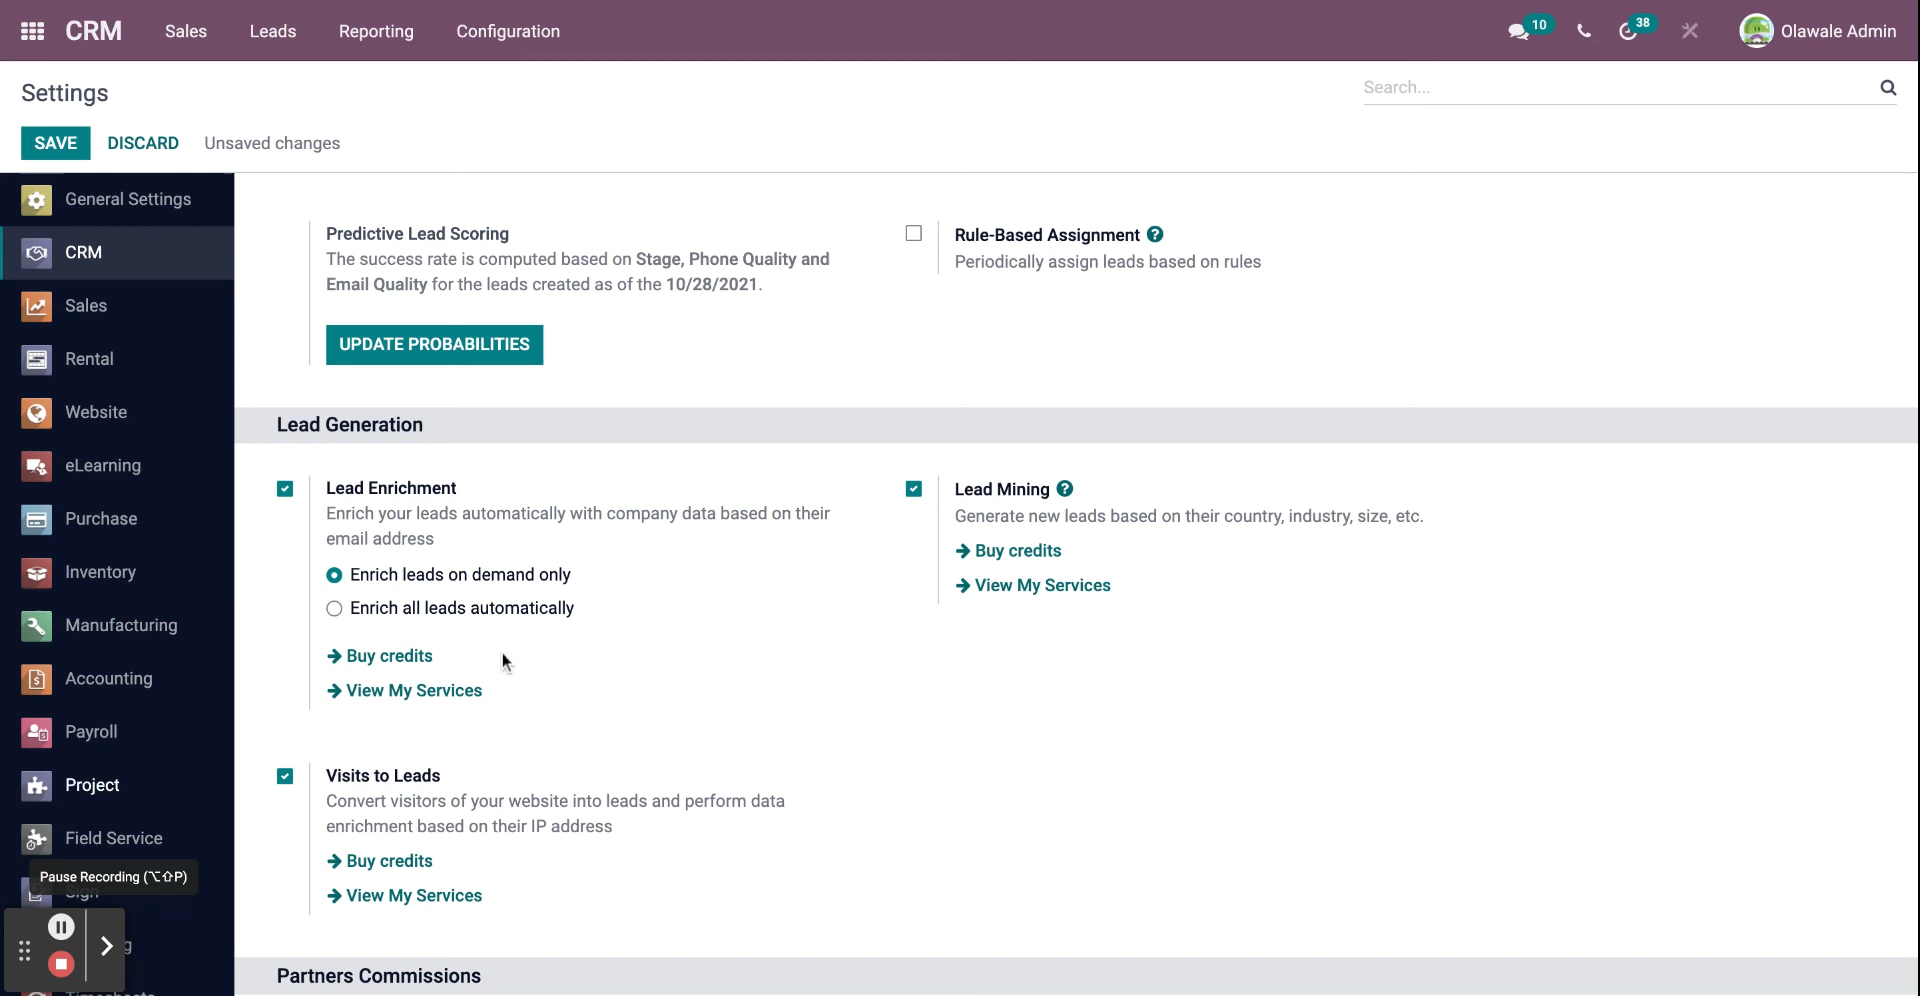 CRM Sales Leads Reporting Configuration 10 38 Olawale Admin
Settings Search...
SAVE DISCARD Unsaved changes
General Settings
CRM
Sales
Rental
Website
eLearning
Purchase
Inventory
Manufacturing
Accounting
Payroll
Project
Field Service
Pause Recording (⌥⇧P)
Sign
g
Predictive Lead Scoring
The success rate is computed based on Stage, Phone Quality and
Email Quality for the leads created as of the 10/28/2021.
UPDATE PROBABILITIES
Rule-Based Assignment ?
Periodically assign leads based on rules
Lead Generation
Lead Enrichment
Enrich your leads automatically with company data based on their
email address
Enrich leads on demand only
Enrich all leads automatically
Buy credits
View My Services
Lead Mining ?
Generate new leads based on their country, industry, size, etc.
Buy credits
View My Services
Visits to Leads
Convert visitors of your website into leads and perform data
enrichment based on their IP address
Buy credits
View My Services
Partners Commissions